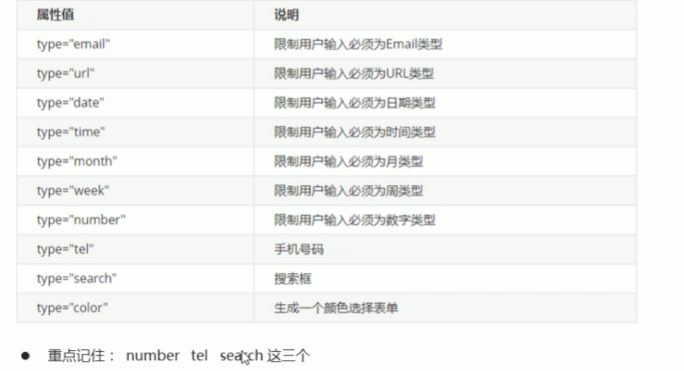 属性值 说明
type="email" 限制用户输入必须为Email类型
type="url" 限制用户输入必须为URL类型
type="date" 限制用户输入必须为日期类型
type="time" 限制用户输入必须为时间类型
type="month" 限制用户输入必须为月类型
type="week" 限制用户输入必须为周类型
type="number" 限制用户输入必须为数字类型
type="tel" 手机号码
type="search" 搜索框
type="color" 生成一个颜色选择表单
● 重点记住： number tel search 这三个